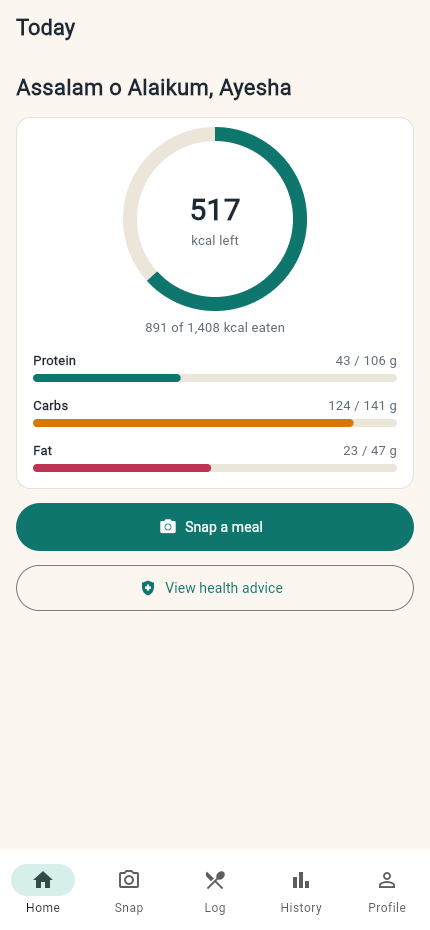 Today
Assalam o Alaikum, Ayesha
517
kcal left
891 of 1,408 kcal eaten
Protein 43 / 106 g
Carbs 124 / 141 g
Fat 23 / 47 g
Snap a meal
View health advice
Home Snap Log History Profile